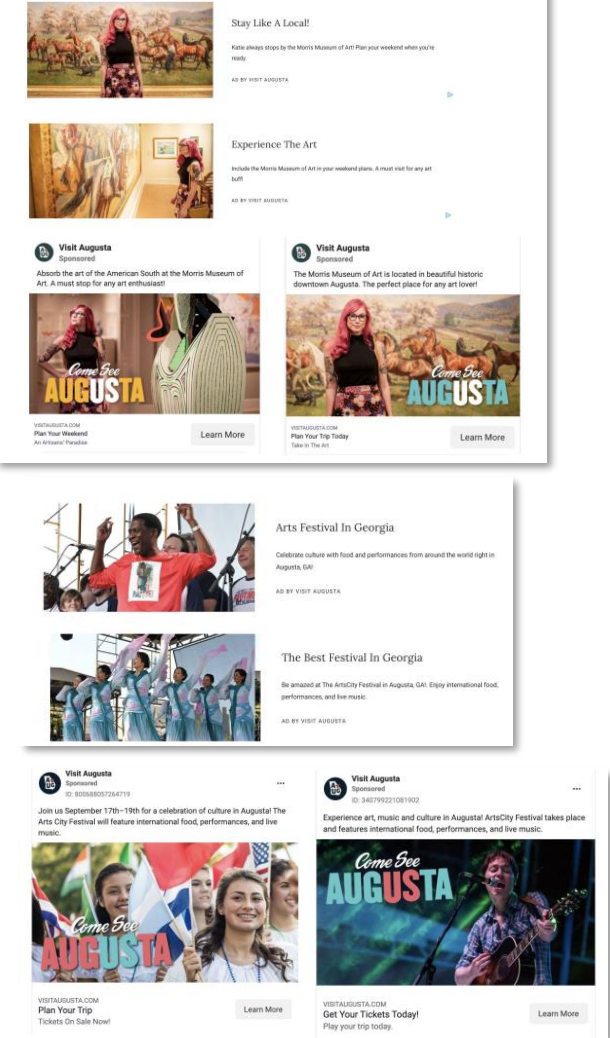 Stay Like A Local!
Katie always stops by the Morris Museum of Art! Plan your weekend when you're
ready.
AD BY VISIT AUGUSTA
Experience The Art
Include the Morris Museum of Art in your weekend plans. A must visit for any art
buff!
AD BY VISIT AUGUSTA
Visit Augusta
Sponsored
Absorb the art of the American South at the Morris Museum of
Art. A must stop for any art enthusiast!
Come See
AUGUSTA
VISITAUGUSTA.COM
Plan Your Weekend
An Artisans' Paradise
Learn More
Visit Augusta
Sponsored
The Morris Museum of Art is located in beautiful historic
downtown Augusta. The perfect place for any art lover!
Come See
AUGUSTA
VISITAUGUSTA.COM
Plan Your Trip Today
Take In The Art
Learn More
Arts Festival In Georgia
Celebrate culture with food and performances from around the world right in
Augusta, GA!
AD BY VISIT AUGUSTA
The Best Festival In Georgia
Be amazed at The ArtsCity Festival in Augusta, GA!. Enjoy international food,
performances, and live music.
AD BY VISIT AUGUSTA
Visit Augusta
Sponsored
ID: 800688057264719
Join us September 17th–19th for a celebration of culture in Augusta! The
Arts City Festival will feature international food, performances, and live
music.
Come See
AUGUSTA
VISITAUGUSTA.COM
Plan Your Trip
Tickets On Sale Now!
Learn More
Visit Augusta
Sponsored
ID: 340799221081902
Experience art, music and culture in Augusta! ArtsCity Festival takes place
and features international food, performances, and live music.
Come See
AUGUSTA
VISITAUGUSTA.COM
Get Your Tickets Today!
Play your trip today.
Learn More